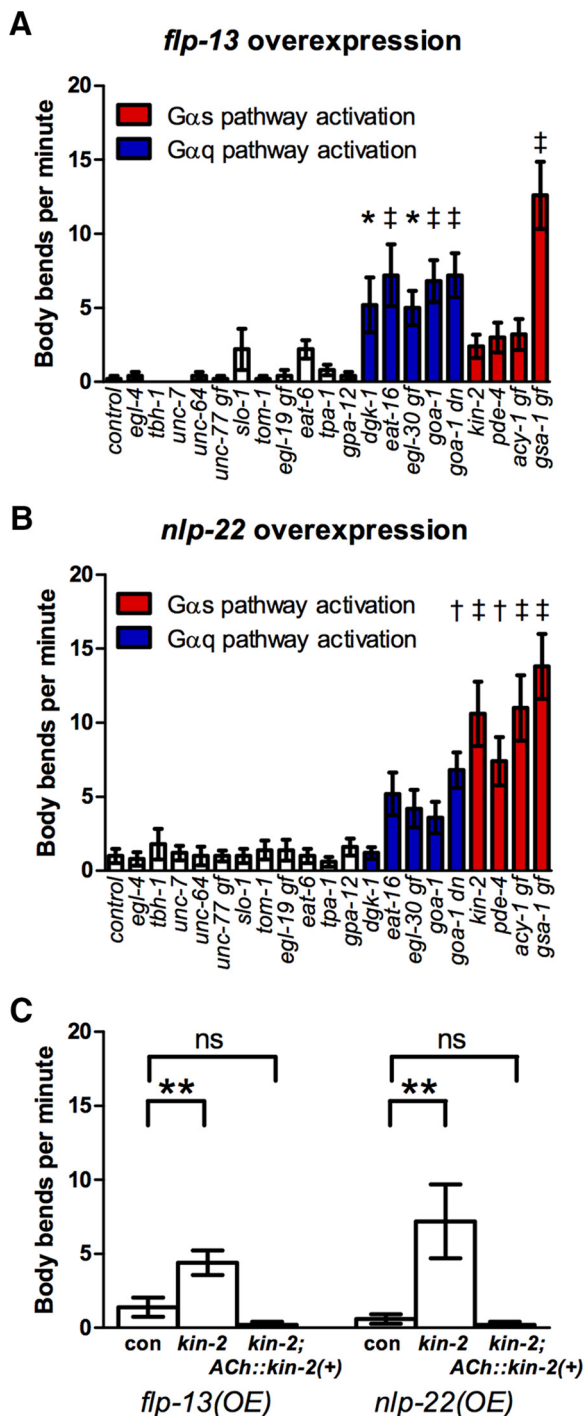 A
flp-13 overexpression
Body bends per minute
20
15
10
5
0
Gαs pathway activation
Gαq pathway activation
* ‡ * ‡ ‡ ‡
control egl-4 tbh-1 unc-7 unc-64 unc-77 gf slo-1 tom-1 egl-19 gf eat-6 tpa-1 gpa-12 dgk-1 eat-16 egl-30 gf goa-1 goa-1 dn kin-2 pde-4 acy-1 gf gsa-1 gf
B
nlp-22 overexpression
Body bends per minute
20
15
10
5
0
Gαs pathway activation
Gαq pathway activation
† ‡ † ‡ ‡
control egl-4 tbh-1 unc-7 unc-64 unc-77 gf slo-1 tom-1 egl-19 gf eat-6 tpa-1 gpa-12 dgk-1 eat-16 egl-30 gf goa-1 goa-1 dn kin-2 pde-4 acy-1 gf gsa-1 gf
C
Body bends per minute
20
15
10
5
0
ns ns
** **
con kin-2 kin-2; con kin-2 kin-2;
ACh::kin-2(+) ACh::kin-2(+)
flp-13(OE) nlp-22(OE)